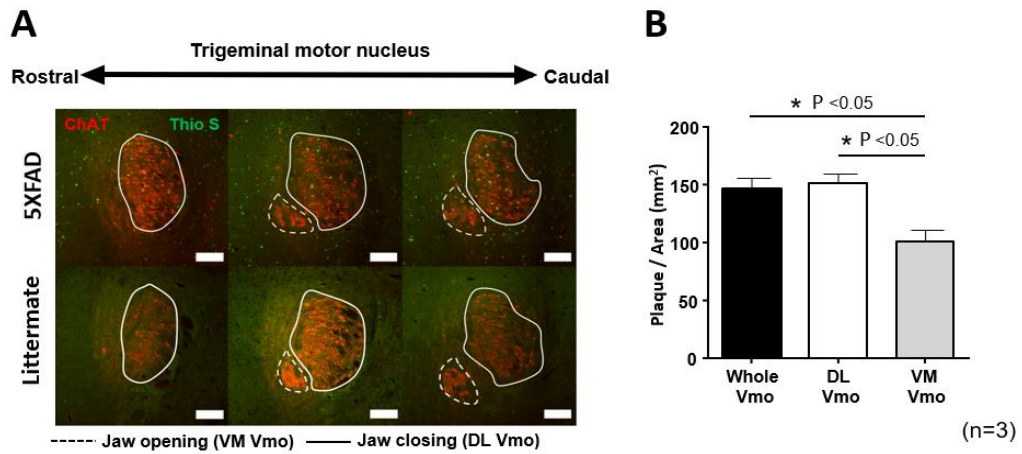 A
Trigeminal motor nucleus
Rostral
Caudal
ChAT
Thio S
5XFAD
Littermate
Jaw opening (VM Vmo)
Jaw closing (DL Vmo)
B
* P <0.05
* P <0.05
Plaque / Area (mm²)
200
150
100
50
0
Whole Vmo
DL Vmo
VM Vmo
(n=3)